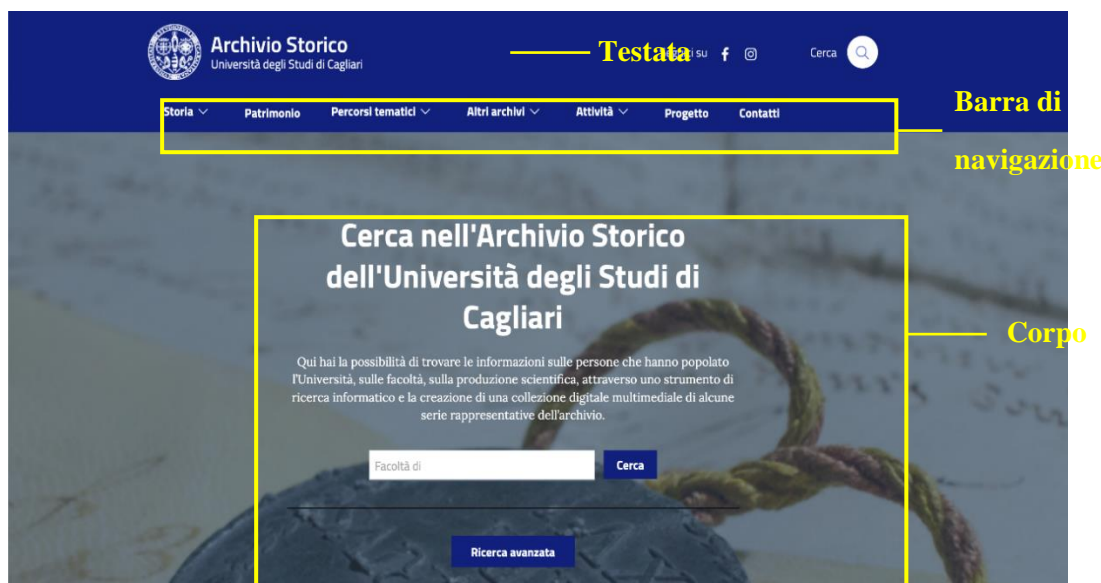 Archivio Storico
Università degli Studi di Cagliari
Testata
su
Cerca
Storia
Patrimonio
Percorsi tematici
Altri archivi
Attività
Progetto
Contatti
Barra di
navigazione
Cerca nell'Archivio Storico
dell'Università degli Studi di
Cagliari
Corpo
Qui hai la possibilità di trovare le informazioni sulle persone che hanno popolato
l'Università, sulle facoltà, sulla produzione scientifica, attraverso uno strumento di
ricerca informatico e la creazione di una collezione digitale multimediale di alcune
serie rappresentative dell'archivio.
Facoltà di
Cerca
Ricerca avanzata